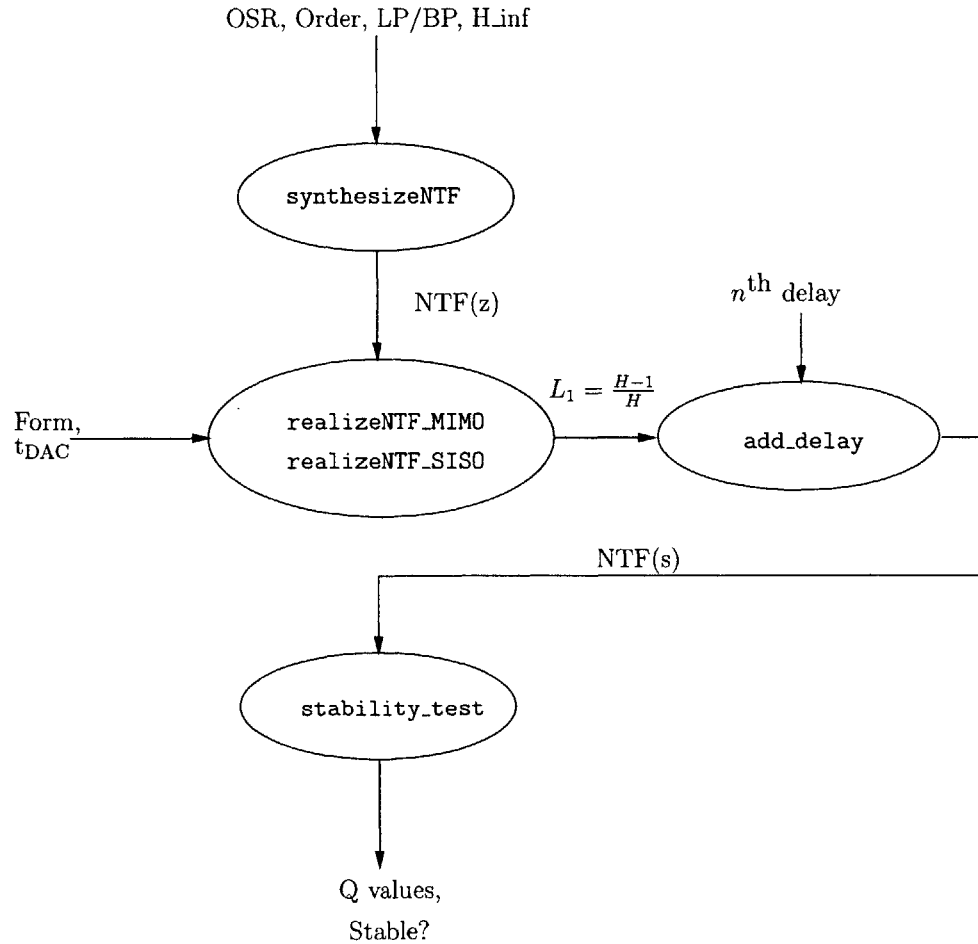 OSR, Order, LP/BP, H_inf
synthesizeNTF
NTF(z)
n^th delay
Form,
t_DAC
realizeNTF_MIMO
realizeNTF_SISO
L_1 = \frac{H-1}{H}
add_delay
NTF(s)
stability_test
Q values,
Stable?